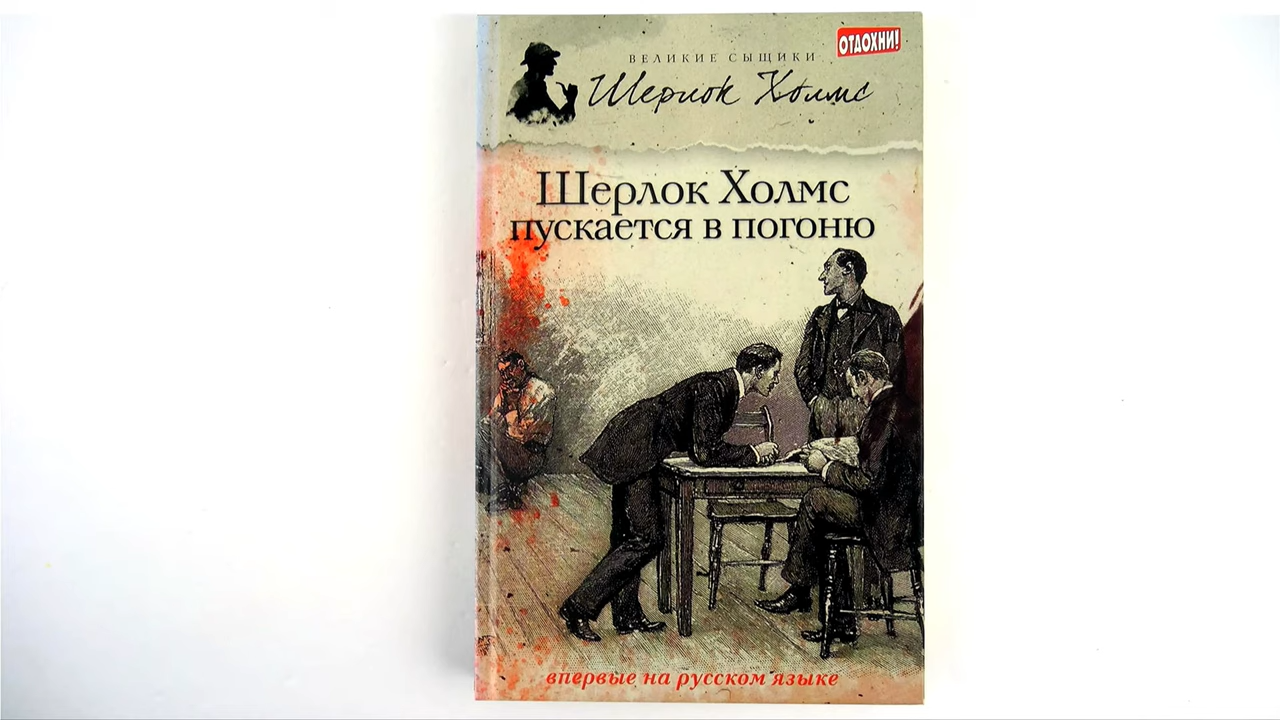 ОТДОХНИ!
ВЕЛИКИЕ СЫЩИКИ
Шерлок Холмс
Шерлок Холмс
пускается в погоню
впервые на русском языке